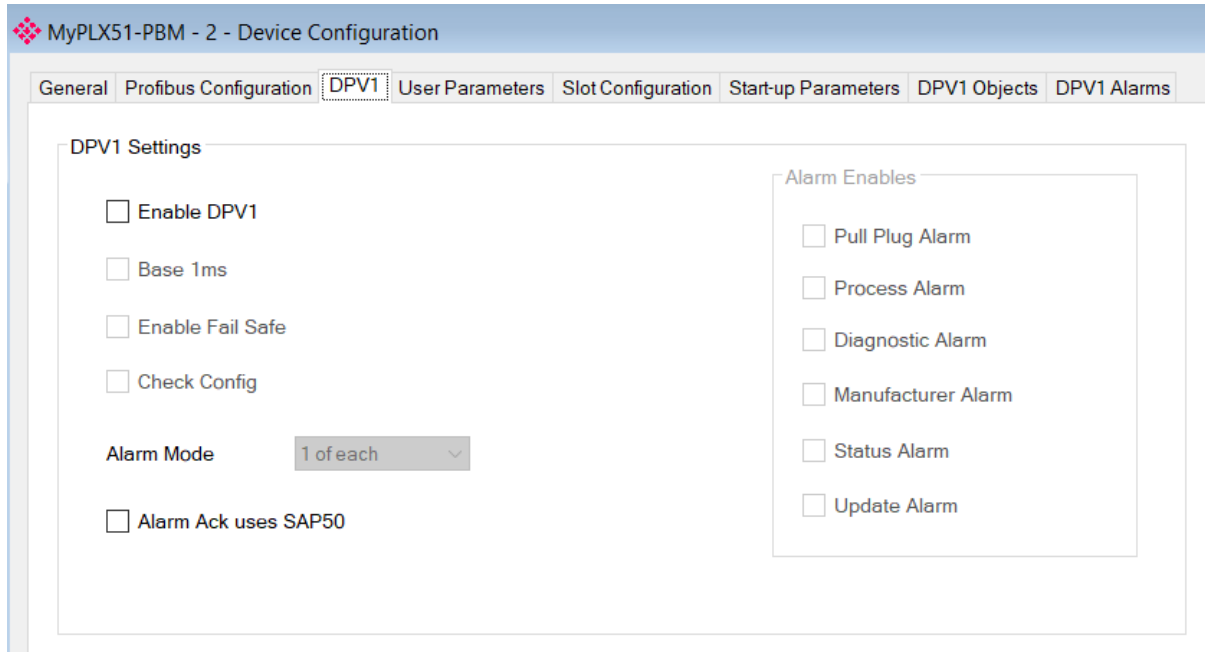 MyPLX51-PBM - 2 - Device Configuration
General Profibus Configuration DPV1 User Parameters Slot Configuration Start-up Parameters DPV1 Objects DPV1 Alarms
DPV1 Settings
Enable DPV1
Base 1ms
Enable Fail Safe
Check Config
Alarm Mode 1 of each
Alarm Ack uses SAP50
Alarm Enables
Pull Plug Alarm
Process Alarm
Diagnostic Alarm
Manufacturer Alarm
Status Alarm
Update Alarm